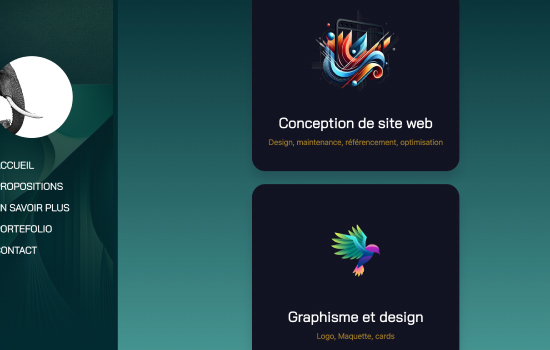 CCUEIL
ROPOSITIONS
N SAVOIR PLUS
ORTEFOLIO
ONTACT
Conception de site web
Design, maintenance, référencement, optimisation
Graphisme et design
Logo, Maquette, cards